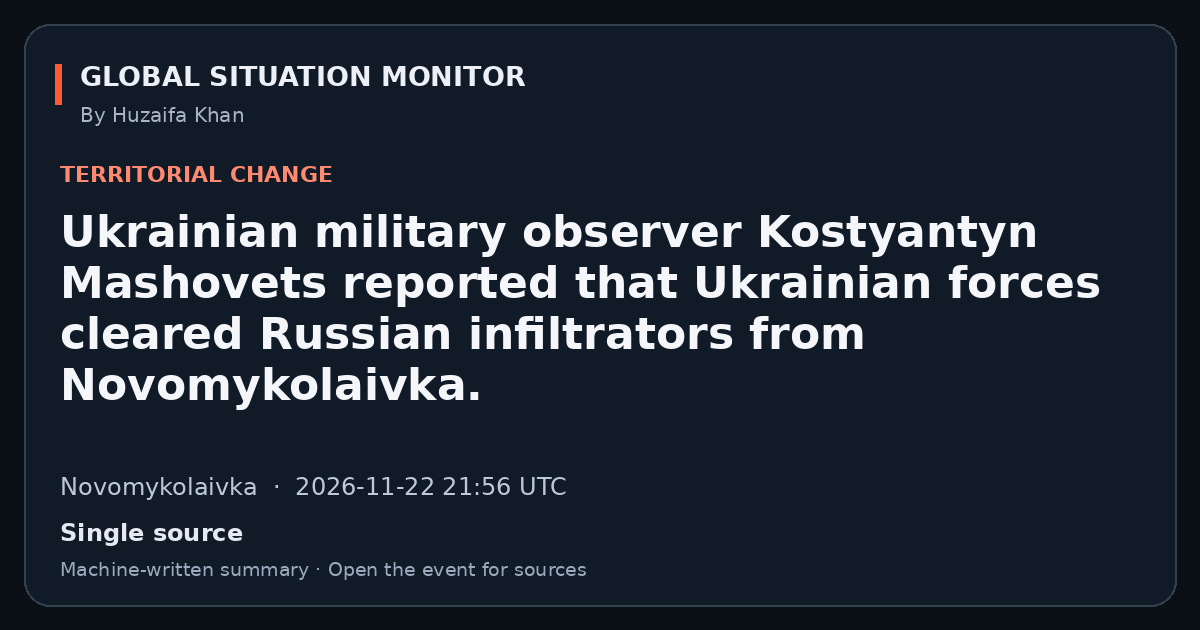 GLOBAL SITUATION MONITOR
By Huzaifa Khan
TERRITORIAL CHANGE
Ukrainian military observer Kostyantyn
Mashovets reported that Ukrainian forces
cleared Russian infiltrators from
Novomykolaivka.
Novomykolaivka · 2026-11-22 21:56 UTC
Single source
Machine-written summary · Open the event for sources